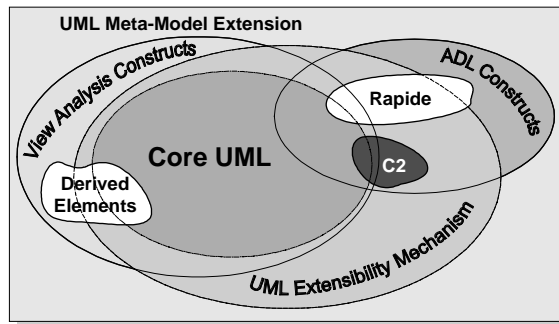 UML Meta-Model Extension
View Analysis Constructs
ADL Constructs
Rapide
Core UML
C2
Derived
Elements
UML Extensibility Mechanism